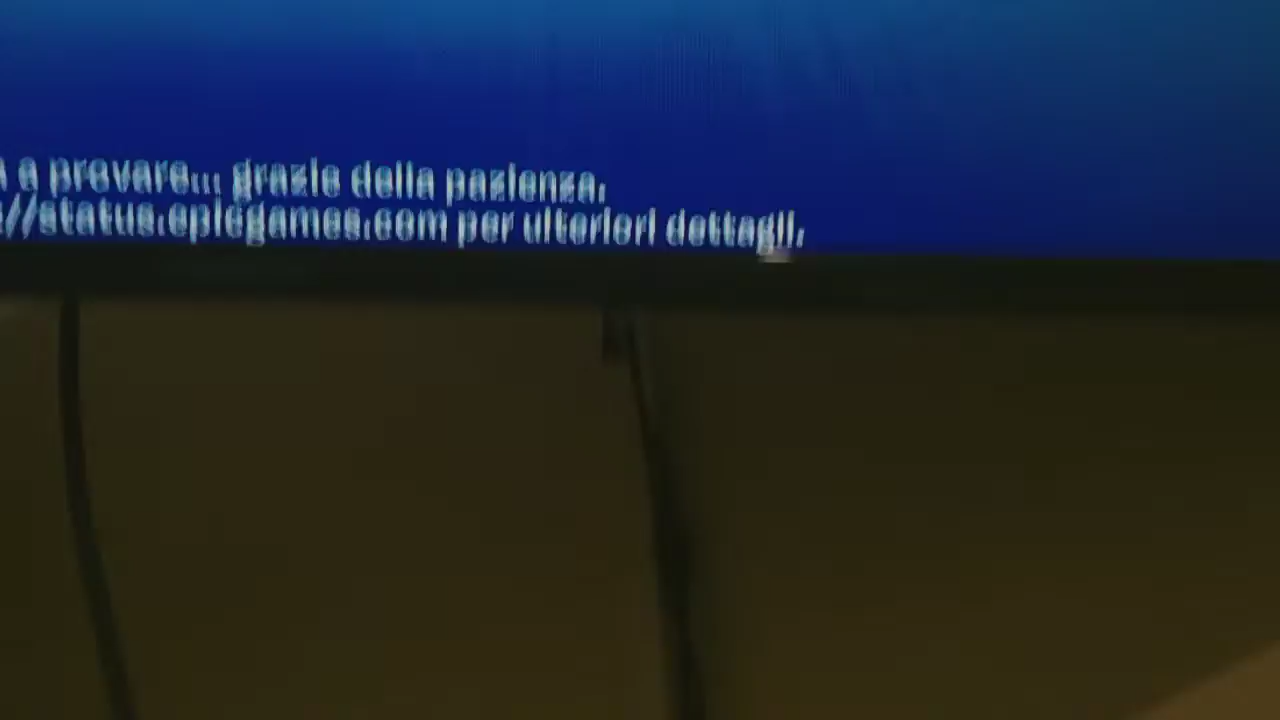 a provare... grazie della pazienza.
//status.epicgames.com per ulteriori dettagli.